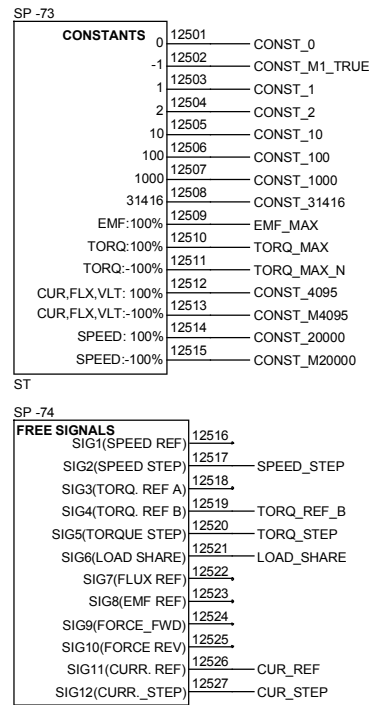 SP -73
CONSTANTS
0 12501 CONST_0
-1 12502 CONST_M1_TRUE
1 12503 CONST_1
2 12504 CONST_2
10 12505 CONST_10
100 12506 CONST_100
1000 12507 CONST_1000
31416 12508 CONST_31416
EMF:100% 12509 EMF_MAX
TORQ:100% 12510 TORQ_MAX
TORQ:-100% 12511 TORQ_MAX_N
CUR,FLX,VLT: 100% 12512 CONST_4095
CUR,FLX,VLT:-100% 12513 CONST_M4095
SPEED: 100% 12514 CONST_20000
SPEED:-100% 12515 CONST_M20000
ST
SP -74
FREE SIGNALS
SIG1(SPEED REF) 12516
SIG2(SPEED STEP) 12517 SPEED_STEP
SIG3(TORQ. REF A) 12518
SIG4(TORQ. REF B) 12519 TORQ_REF_B
SIG5(TORQUE STEP) 12520 TORQ_STEP
SIG6(LOAD SHARE) 12521 LOAD_SHARE
SIG7(FLUX REF) 12522
SIG8(EMF REF) 12523
SIG9(FORCE_FWD) 12524
SIG10(FORCE REV) 12525
SIG11(CURR. REF) 12526 CUR_REF
SIG12(CURR._STEP) 12527 CUR_STEP